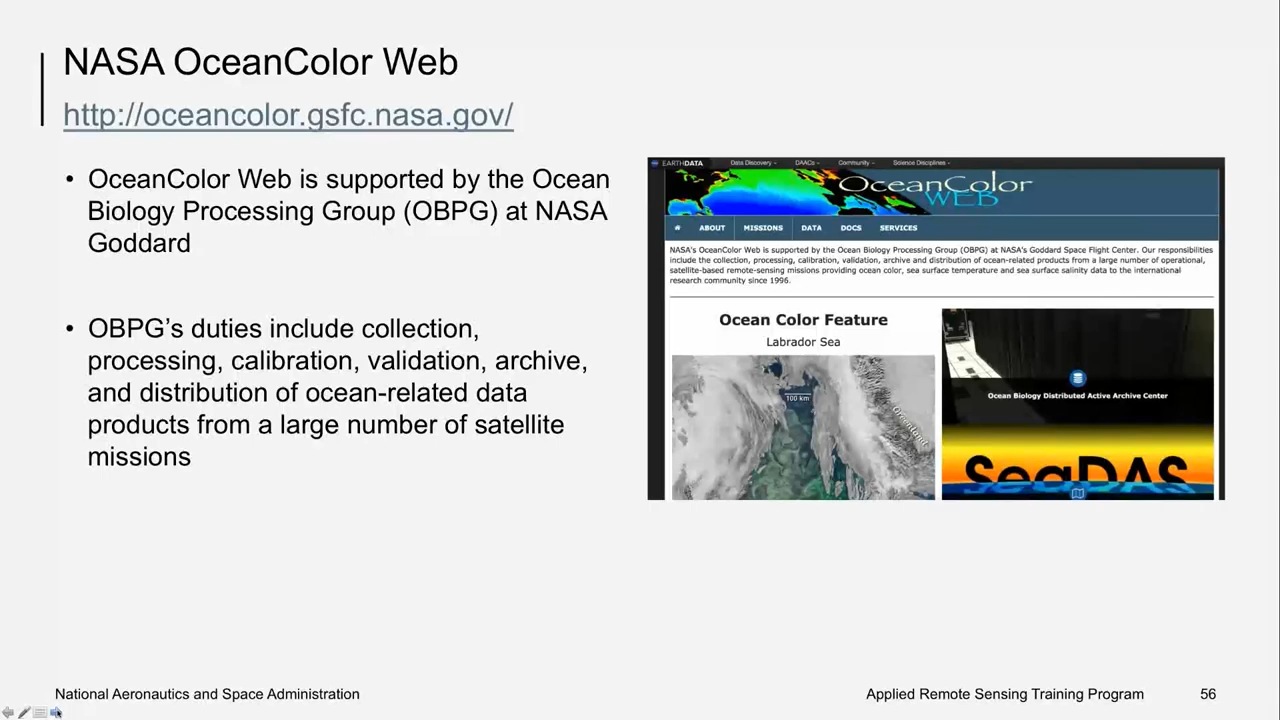 NASA OceanColor Web
http://oceancolor.gsfc.nasa.gov/
• OceanColor Web is supported by the Ocean
Biology Processing Group (OBPG) at NASA
Goddard
• OBPG’s duties include collection,
processing, calibration, validation, archive,
and distribution of ocean-related data
products from a large number of satellite
missions
EARTHDATA Data Discovery DAACs Community Science Disciplines
OceanColor
WEB
ABOUT MISSIONS DATA DOCS SERVICES
NASA's OceanColor Web is supported by the Ocean Biology Processing Group (OBPG) at NASA's Goddard Space Flight Center. Our responsibilities
include the collection, processing, calibration, validation, archive and distribution of ocean-related products from a large number of operational,
satellite-based remote-sensing missions providing ocean color, sea surface temperature and sea surface salinity data to the international
research community since 1996.
Ocean Color Feature
Labrador Sea
100 km
Greenland
Ocean Biology Distributed Active Archive Center
SeaDAS
National Aeronautics and Space Administration
Applied Remote Sensing Training Program
56